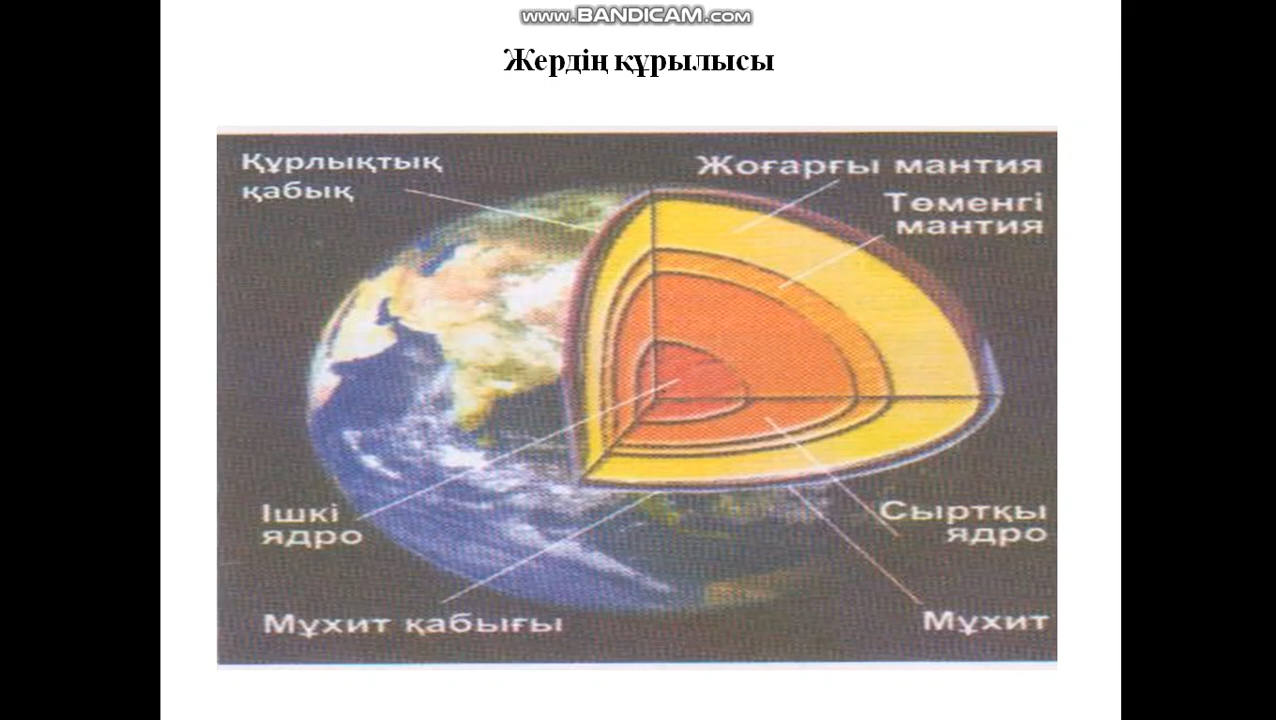 www.BANDICAM.com
Жердің құрылысы
Құрлықтық
қабық
Жоғарғы мантия
Төменгі
мантия
Ішкі
ядро
Сыртқы
ядро
Мұхит қабығы
Мұхит